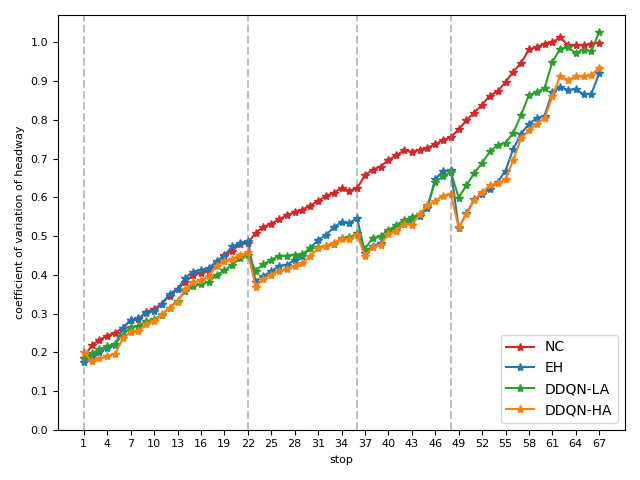 coefficient of variation of headway
1.0
0.9
0.8
0.7
0.6
0.5
0.4
0.3
0.2
0.1
0.0
NC
EH
DDQN-LA
DDQN-HA
1 4 7 10 13 16 19 22 25 28 31 34 37 40 43 46 49 52 55 58 61 64 67
stop